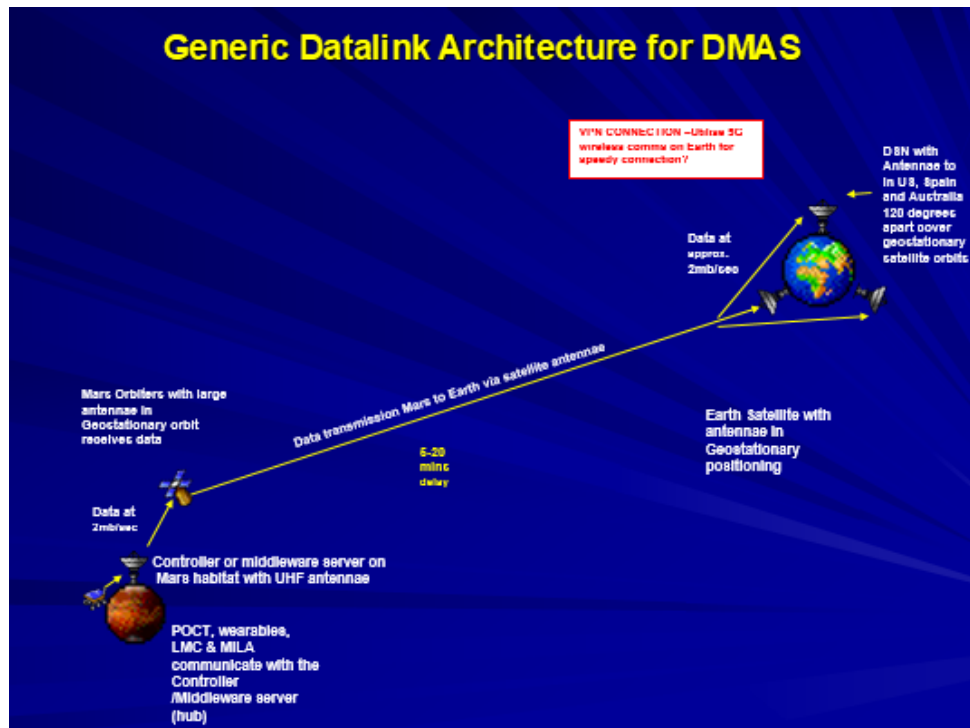 Generic Datalink Architecture for DMAS
VPN CONNECTION –Utilise 5G
wireless comms on Earth for
speedy connection?
DSN with
Antennae to
in US, Spain
and Australia
120 degrees
apart cover
geostationary
satellite orbits
Data at
approx.
2mb/sec
Data transmission Mars to Earth via satellite antennae
Mars Orbiters with large
antennae in
Geostationary orbit
receives data
5-20
mins
delay
Earth Satellite with
antennae in
Geostationary
positioning
Data at
2mb/sec
Controller or middleware server on
Mars habitat with UHF antennae
POCT, wearables,
LMC & MILA
communicate with the
Controller
/Middleware server
(hub)